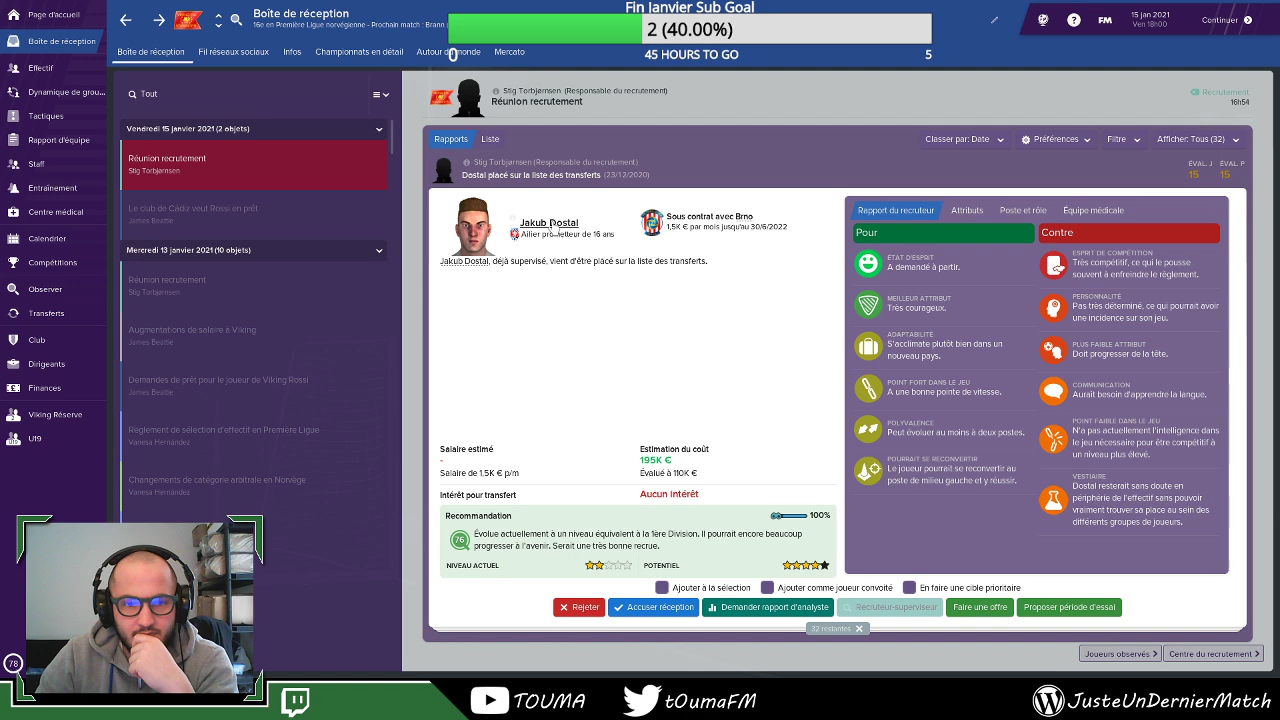 Page d'accueil
Boîte de réception
16e en Première Ligue norvégienne - Prochain match : Brann
Fin Janvier Sub Goal
2 (40.00%)
0
45 HOURS TO GO
5
FM
15 jan 2021
Ven 18h00
Continuer
Boîte de réception
Fil réseaux sociaux
Infos
Championnats en détail
Autour du monde
Mercato
Boîte de réception
Effectif
Dynamique de grou...
Tactiques
Rapport d'équipe
Staff
Entraînement
Centre médical
Calendrier
Compétitions
Observer
Transferts
Club
Dirigeants
Finances
Viking Réserve
U19
78
Tout
Vendredi 15 janvier 2021 (2 objets)
Réunion recrutement
Stig Torbjørnsen
Le club de Cádiz veut Rossi en prêt
James Beattie
Mercredi 13 janvier 2021 (10 objets)
Réunion recrutement
Stig Torbjørnsen
Augmentations de salaire à Viking
James Beattie
Demandes de prêt pour le joueur de Viking Rossi
James Beattie
Règlement de sélection d'effectif en Première Ligue
Vanesa Hernández
Changements de catégorie arbitrale en Norvège
Vanesa Hernández
Stig Torbjørnsen (Responsable du recrutement)
Réunion recrutement
Recrutement
16h54
Rapports
Liste
Classer par: Date
Préférences
Filtre
Afficher: Tous (32)
Stig Torbjørnsen (Responsable du recrutement)
Dostal placé sur la liste des transferts (23/12/2020)
ÉVAL. J
ÉVAL. P
15
15
Jakub Dostal
Ailier prometteur de 16 ans
Sous contrat avec Brno
1,5K € par mois jusqu'au 30/6/2022
Jakub Dostal, déjà supervisé, vient d'être placé sur la liste des transferts.
Salaire estimé
-
Salaire de 1,5K € p/m
Estimation du coût
195K €
Évalué à 110K €
Intérêt pour transfert
Aucun intérêt
Recommandation
100%
76
Évolue actuellement à un niveau équivalent à la 1ère Division. Il pourrait encore beaucoup
progresser à l'avenir. Serait une très bonne recrue.
NIVEAU ACTUEL
POTENTIEL
Rapport du recruteur
Attributs
Poste et rôle
Équipe médicale
Pour
ÉTAT D'ESPRIT
A demandé à partir.
MEILLEUR ATTRIBUT
Très courageux.
ADAPTABILITÉ
S'acclimate plutôt bien dans un
nouveau pays.
POINT FORT DANS LE JEU
A une bonne pointe de vitesse.
POLYVALENCE
Peut évoluer au moins à deux postes.
POURRAIT SE RECONVERTIR
Le joueur pourrait se reconvertir au
poste de milieu gauche et y réussir.
Contre
ESPRIT DE COMPÉTITION
Très compétitif, ce qui le pousse
souvent à enfreindre le règlement.
PERSONNALITÉ
Pas très déterminé, ce qui pourrait avoir
une incidence sur son jeu.
PLUS FAIBLE ATTRIBUT
Doit progresser de la tête.
COMMUNICATION
Aurait besoin d'apprendre la langue.
POINT FAIBLE DANS LE JEU
N'a pas actuellement l'intelligence dans
le jeu nécessaire pour être compétitif à
un niveau plus élevé.
VESTIAIRE
Dostal resterait sans doute en
périphérie de l'effectif sans pouvoir
vraiment trouver sa place au sein des
différents groupes de joueurs.
Ajouter à la sélection
Ajouter comme joueur convoité
En faire une cible prioritaire
Rejeter
Accuser réception
Demander rapport d'analyste
Recruteur-superviseur
Faire une offre
Proposer période d'essai
32 restantes
Joueurs observés
Centre du recrutement
TOUMA
tOumaFM
JusteUnDernierMatch